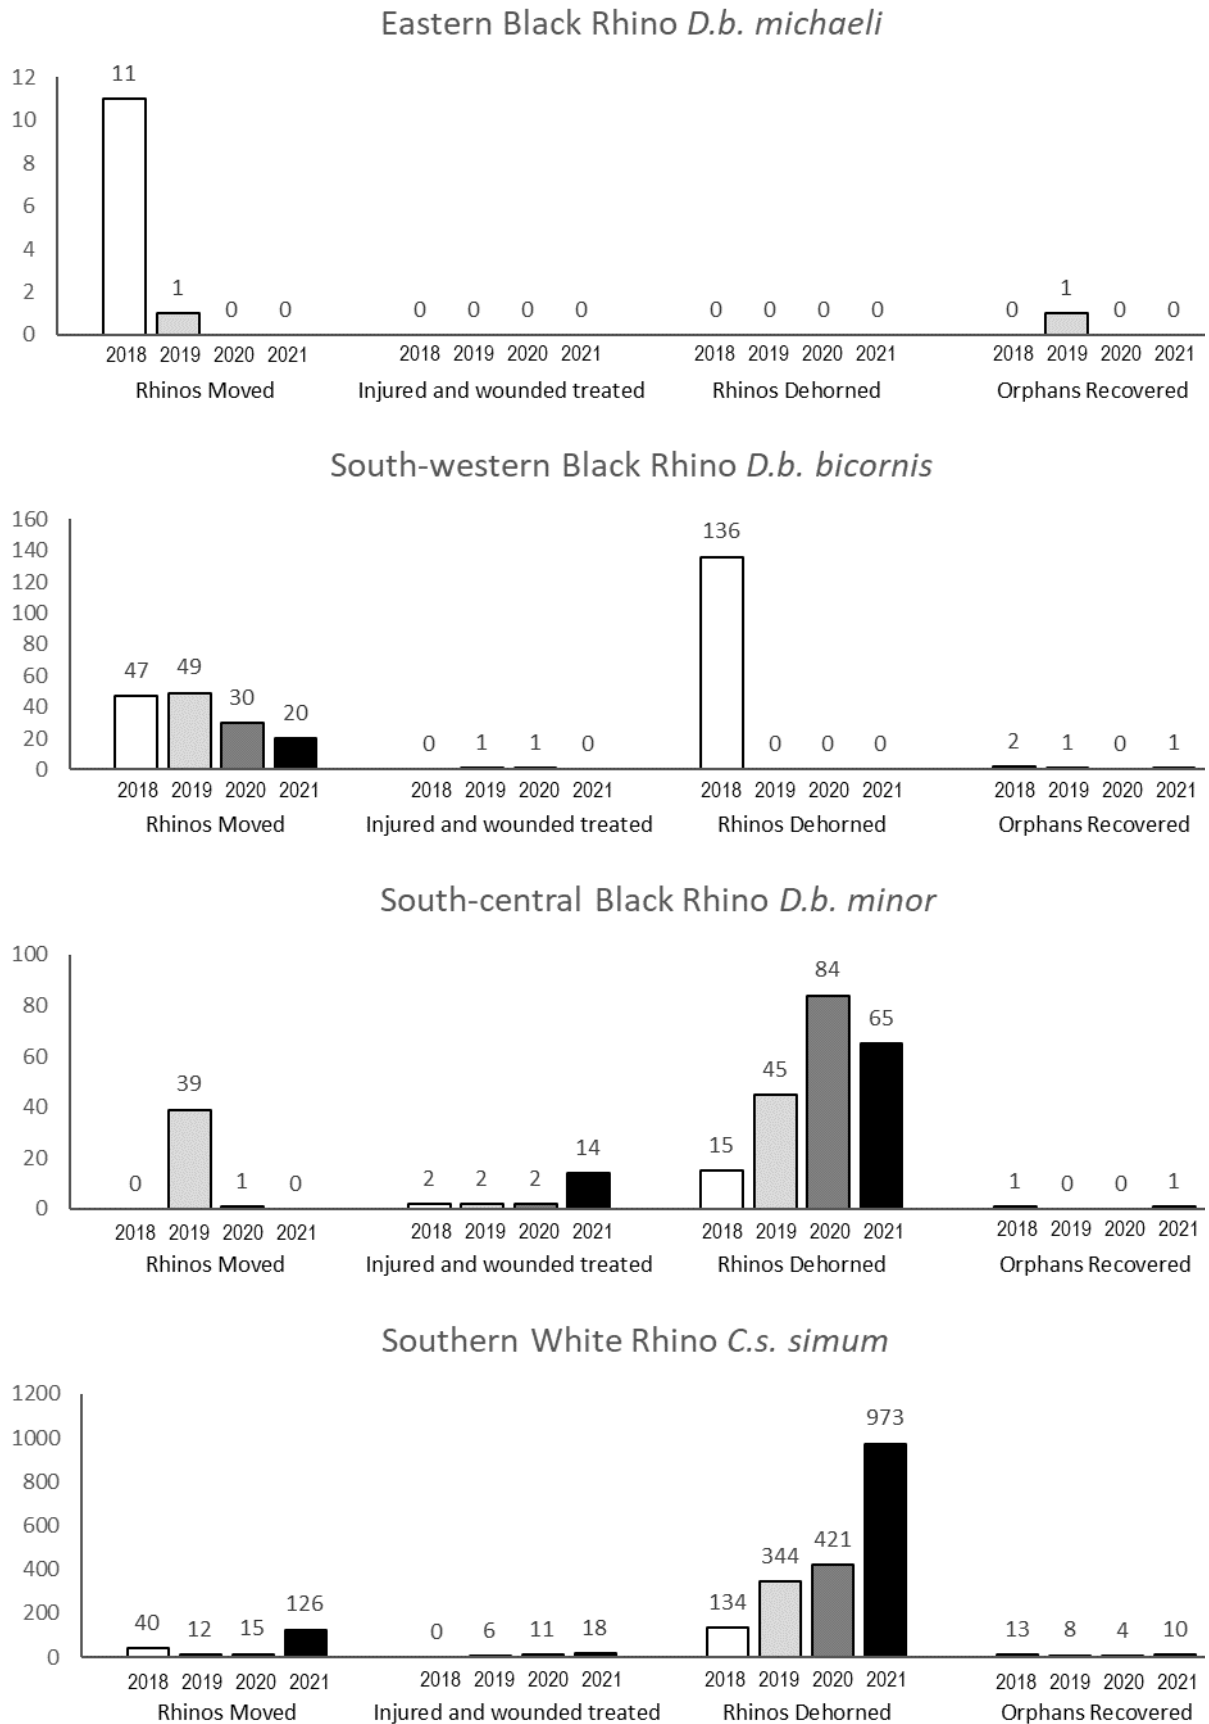 Eastern Black Rhino D.b. michaeli
12
10
8
6
4
2
0
11 1 0 0 0 0 0 0 0 0 0 0 0 1 0 0
2018 2019 2020 2021 2018 2019 2020 2021 2018 2019 2020 2021 2018 2019 2020 2021
Rhinos Moved Injured and wounded treated Rhinos Dehorned Orphans Recovered
South-western Black Rhino D.b. bicornis
160
140
120
100
80
60
40
20
0
47 49 30 20 0 1 1 0 136 0 0 0 2 1 0 1
2018 2019 2020 2021 2018 2019 2020 2021 2018 2019 2020 2021 2018 2019 2020 2021
Rhinos Moved Injured and wounded treated Rhinos Dehorned Orphans Recovered
South-central Black Rhino D.b. minor
100
80
60
40
20
0
0 39 1 0 2 2 2 14 15 45 84 65 1 0 0 1
2018 2019 2020 2021 2018 2019 2020 2021 2018 2019 2020 2021 2018 2019 2020 2021
Rhinos Moved Injured and wounded treated Rhinos Dehorned Orphans Recovered
Southern White Rhino C.s. simum
1200
1000
800
600
400
200
0
40 12 15 126 0 6 11 18 134 344 421 973 13 8 4 10
2018 2019 2020 2021 2018 2019 2020 2021 2018 2019 2020 2021 2018 2019 2020 2021
Rhinos Moved Injured and wounded treated Rhinos Dehorned Orphans Recovered